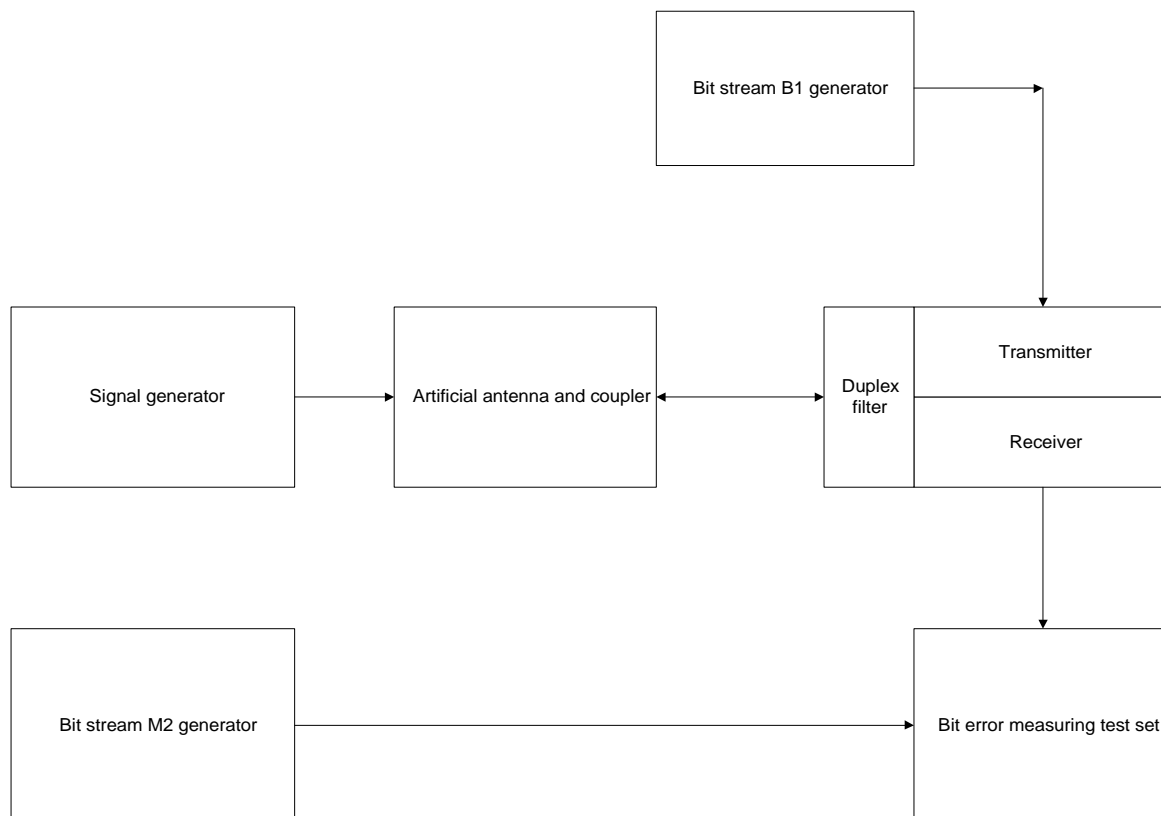 Bit stream B1 generator
Signal generator
Artificial antenna and coupler
Duplex
filter
Transmitter
Receiver
Bit stream M2 generator
Bit error measuring test set